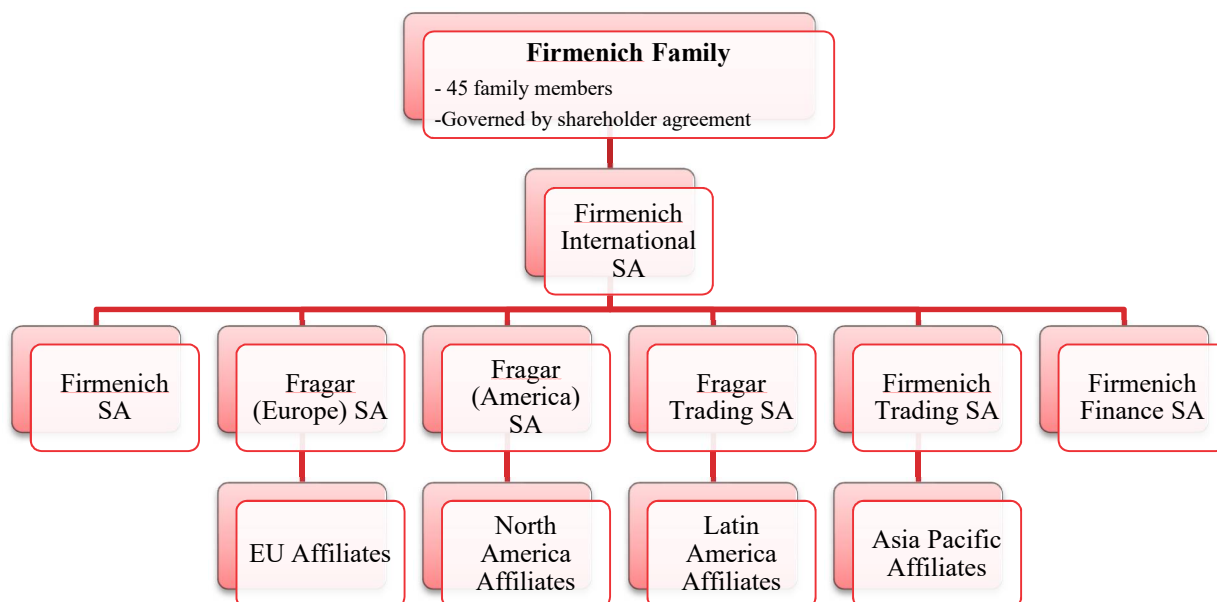 Firmenich Family
- 45 family members
-Governed by shareholder agreement
Firmenich
International
SA
Firmenich
SA
Fragar
(Europe) SA
Fragar
(America)
SA
Fragar
Trading SA
Firmenich
Trading SA
Firmenich
Finance SA
EU Affiliates
North
America
Affiliates
Latin
America
Affiliates
Asia Pacific
Affiliates